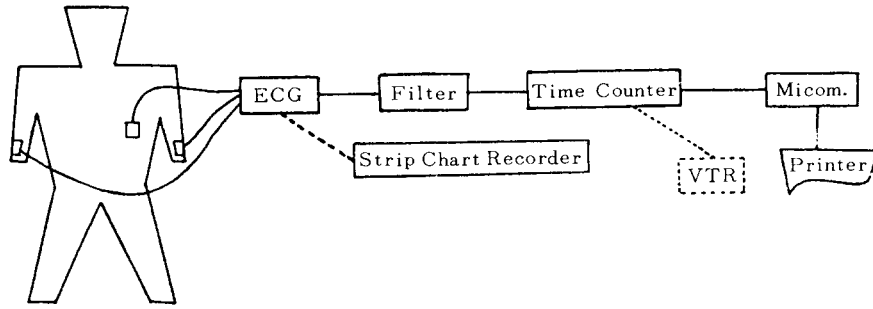 ECG
Filter
Time Counter
Micom.
Strip Chart Recorder
VTR
Printer